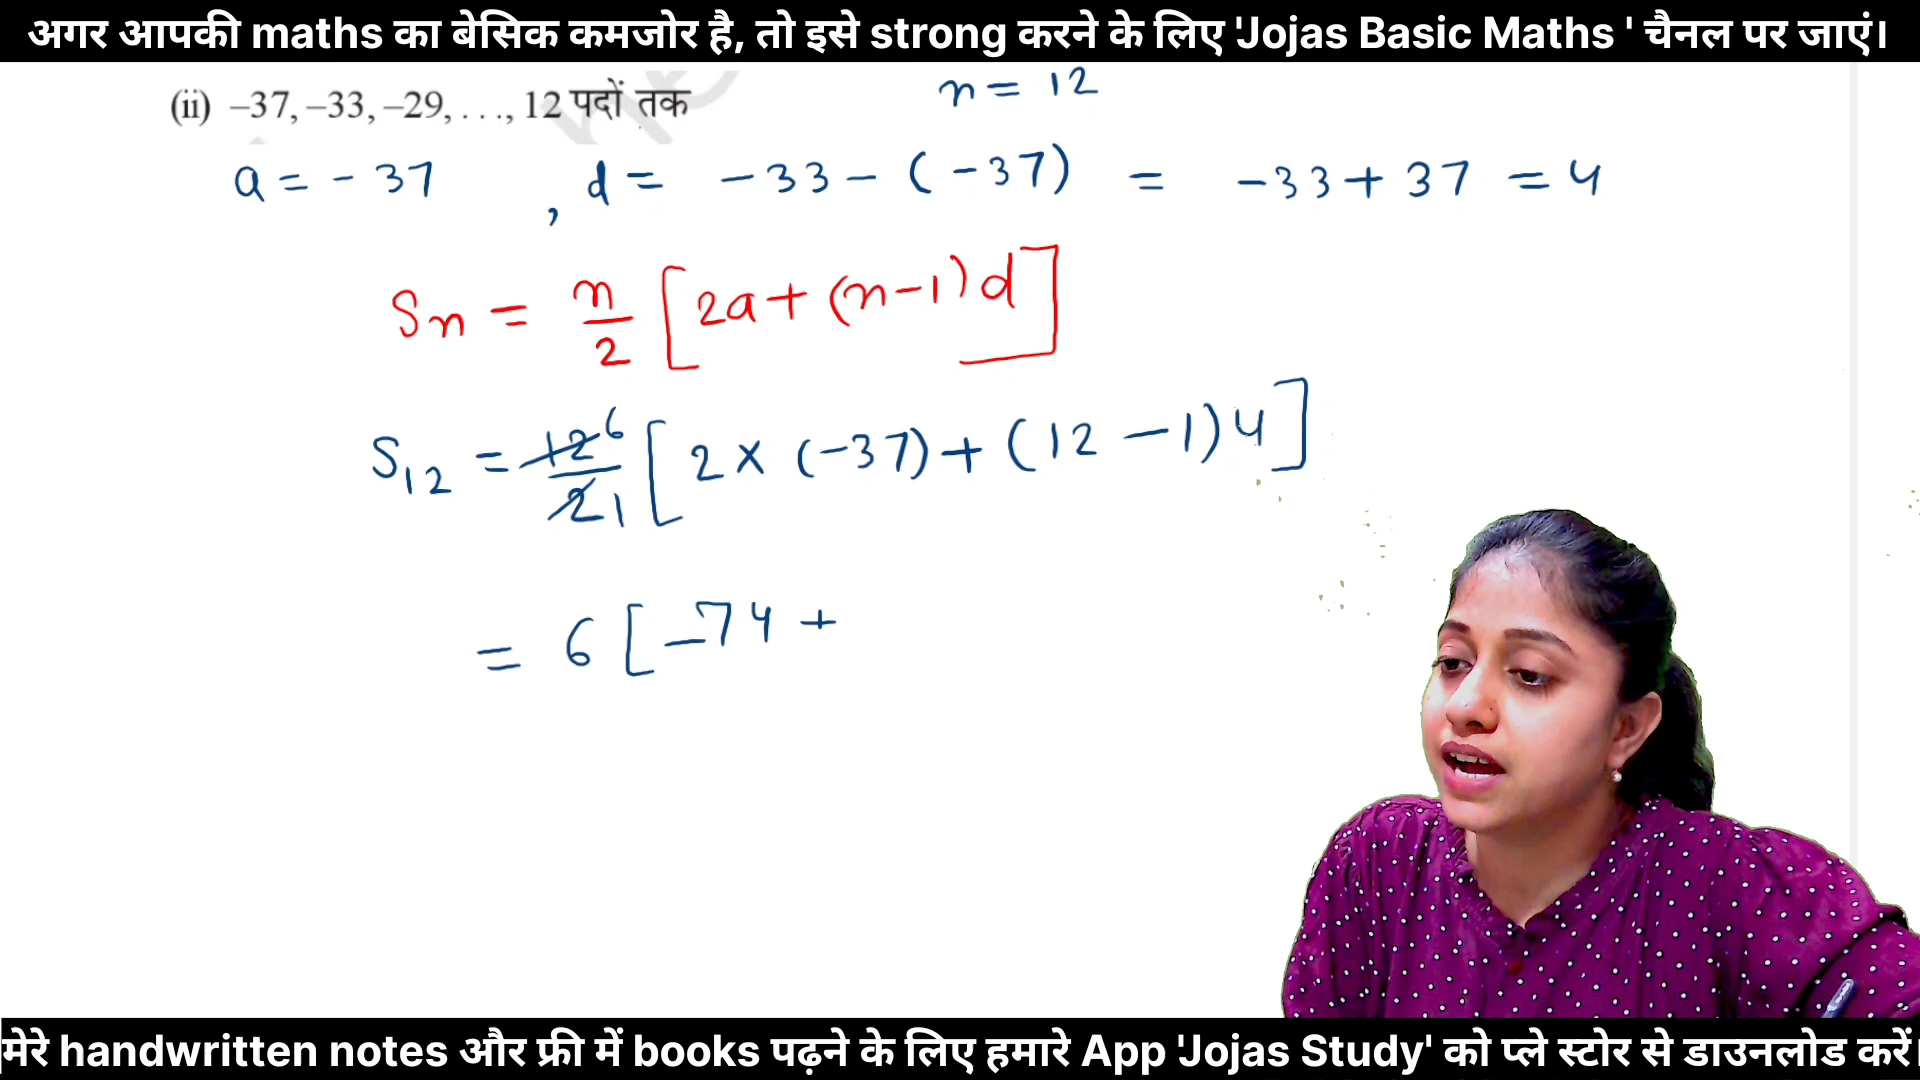 अगर आपकी maths का बेसिक कमजोर है, तो इसे strong करने के लिए 'Jojas Basic Maths ' चैनल पर जाएं।
n = 12
(ii) –37, –33, –29, . . ., 12 पदों तक
a = - 37 , d = -33 - (-37) = -33 + 37 = 4
Sn = n/2 [2a + (n-1)d]
S12 = 12 6/2 1 [2 x (-37) + (12 - 1)4]
= 6 [-74 +
मेरे handwritten notes और फ्री में books पढ़ने के लिए हमारे App 'Jojas Study' को प्ले स्टोर से डाउनलोड करें।